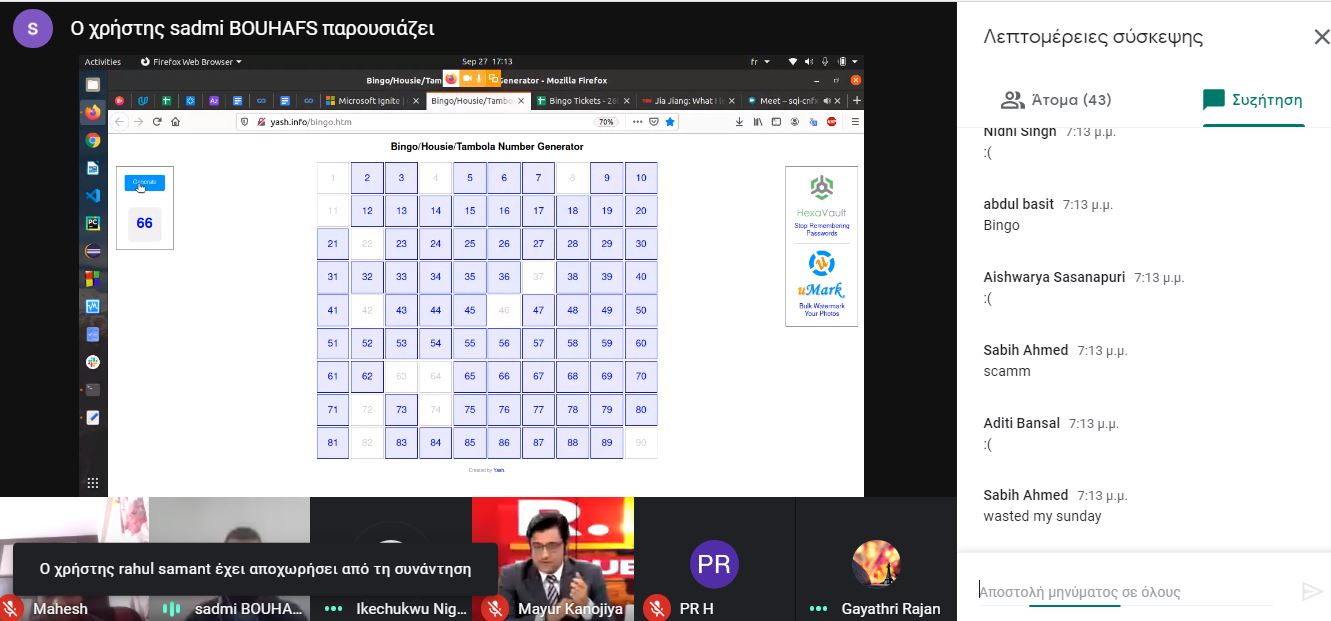 S
Ο χρήστης sadmi BOUHAFS παρουσιάζει
Activities
Firefox Web Browser
Sep 27 17:13
fr
Bingo/Housie/Tam
Generator - Mozilla Firefox
Microsoft Ignite
Bingo/Housie/Tambo
Bingo Tickets - 26
Jia Jiang: What I
Meet – sqi-cnfx
yash.info/bingo.htm
70%
Bingo/Housie/Tambola Number Generator
Generate
66
1 2 3 4 5 6 7 8 9 10
11 12 13 14 15 16 17 18 19 20
21 22 23 24 25 26 27 28 29 30
31 32 33 34 35 36 37 38 39 40
41 42 43 44 45 46 47 48 49 50
51 52 53 54 55 56 57 58 59 60
61 62 63 64 65 66 67 68 69 70
71 72 73 74 75 76 77 78 79 80
81 82 83 84 85 86 87 88 89 90
Created by Yash.
HexaVault
Stop Remembering
Passwords
uMark
Bulk Watermark
Your Photos
Ο χρήστης rahul samant έχει αποχωρήσει από τη συνάντηση
Mahesh
sadmi BOUHA...
Ikechukwu Nig...
Mayur Kanojiya
PR
PR H
Gayathri Rajan
Λεπτομέρειες σύσκεψης
Άτομα (43)
Συζήτηση
Nidhi Singh 7:13 μ.μ.
:(
abdul basit 7:13 μ.μ.
Bingo
Aishwarya Sasanapuri 7:13 μ.μ.
:(
Sabih Ahmed 7:13 μ.μ.
scamm
Aditi Bansal 7:13 μ.μ.
:(
Sabih Ahmed 7:13 μ.μ.
wasted my sunday
Αποστολή μηνύματος σε όλους